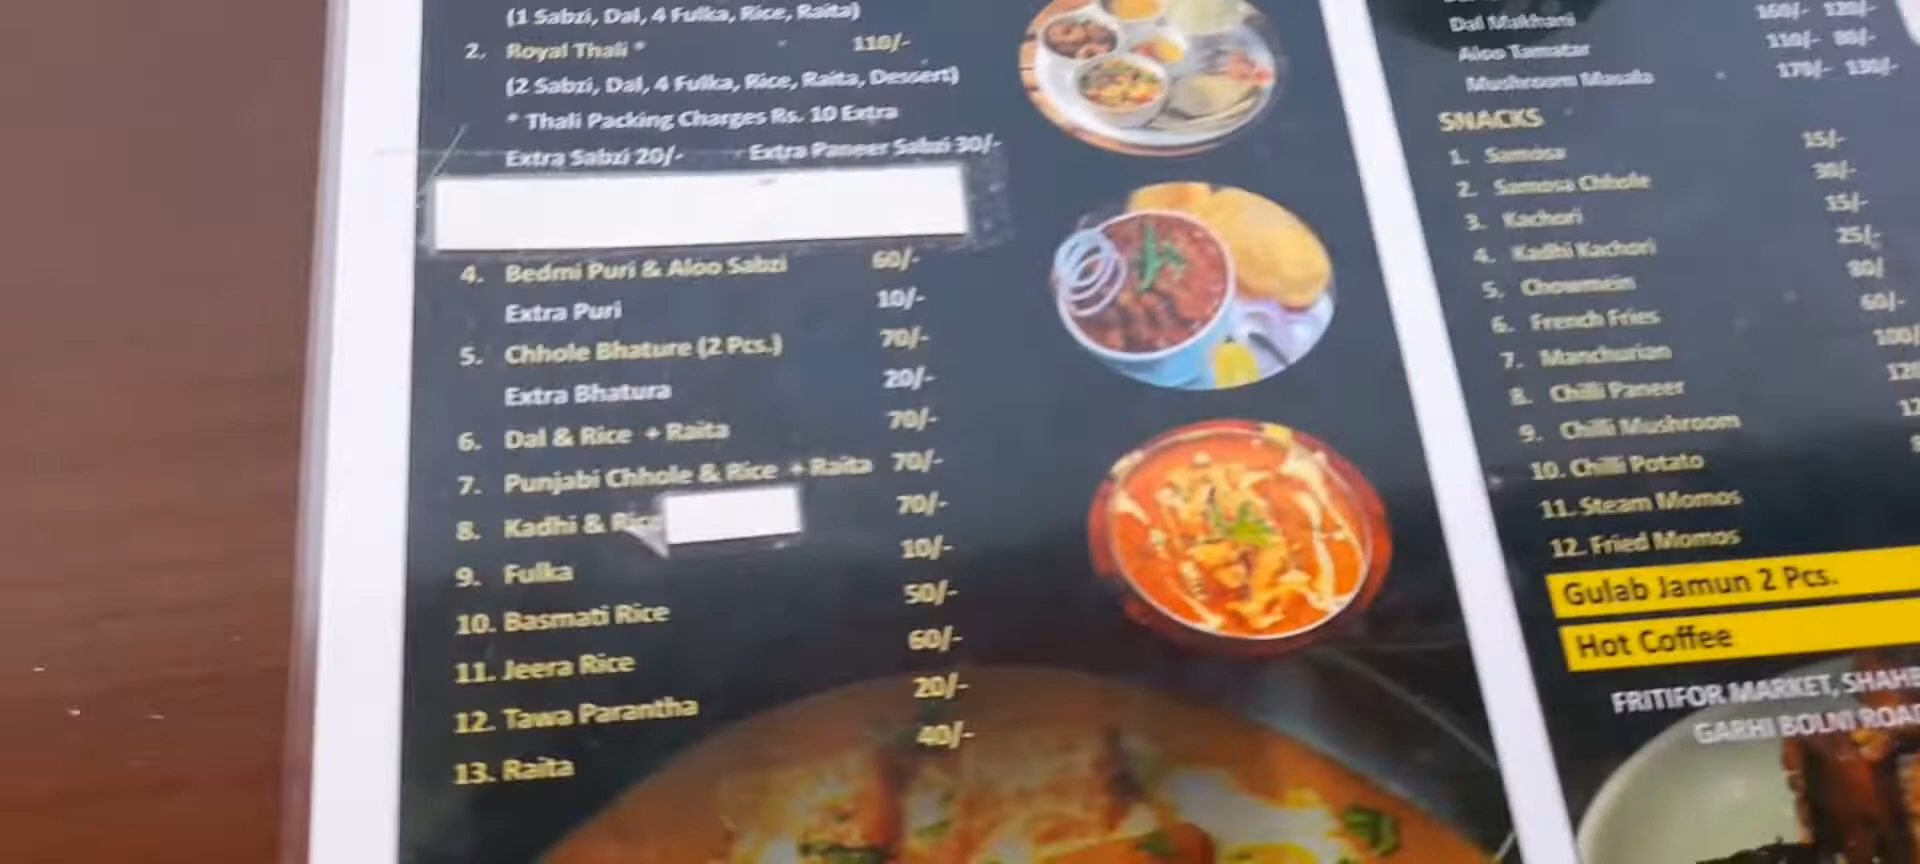 (1 Sabzi, Dal, 4 Fulka, Rice, Raita)
2. Royal Thali * 110/-
(2 Sabzi, Dal, 4 Fulka, Rice, Raita, Dessert)
* Thali Packing Charges Rs. 10 Extra
Extra Sabzi 20/- Extra Paneer Sabzi 30/-
4. Bedmi Puri & Aloo Sabzi 60/-
Extra Puri 10/-
5. Chhole Bhature (2 Pcs.) 70/-
Extra Bhatura 20/-
6. Dal & Rice + Raita 70/-
7. Punjabi Chhole & Rice + Raita 70/-
8. Kadhi & Rice 70/-
9. Fulka 10/-
10. Basmati Rice 50/-
11. Jeera Rice 60/-
12. Tawa Parantha 20/-
13. Raita 40/-
Dal Makhani 160/- 120/-
Aloo Tamatar 110/- 80/-
Mushroom Masala 170/- 130/-
SNACKS
1. Samosa 15/-
2. Samosa Chhole 30/-
3. Kachori 15/-
4. Kadhi Kachori 25/-
5. Chowmein 80/
6. French Fries 60/-
7. Manchurian 100/
8. Chilli Paneer 120
9. Chilli Mushroom
10. Chilli Potato
11. Steam Momos
12. Fried Momos
Gulab Jamun 2 Pcs.
Hot Coffee
FRITIFOR MARKET,
GARHI BOLNI ROA